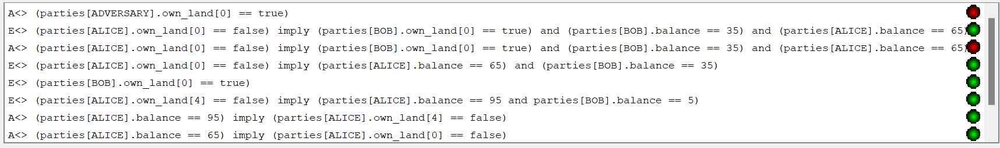 A<> (parties[ADVERSARY].own_land[0] == true)
E<> (parties[ALICE].own_land[0] == false) imply (parties[BOB].own_land[0] == true) and (parties[BOB].balance == 35) and (parties[ALICE].balance == 65)
A<> (parties[ALICE].own_land[0] == false) imply (parties[BOB].own_land[0] == true) and (parties[BOB].balance == 35) and (parties[ALICE].balance == 65)
E<> (parties[ALICE].own_land[0] == false) imply (parties[ALICE].balance == 65) and (parties[BOB].balance == 35)
E<> (parties[BOB].own_land[0] == true)
E<> (parties[ALICE].own_land[4] == false) imply (parties[ALICE].balance == 95 and parties[BOB].balance == 5)
A<> (parties[ALICE].balance == 95) imply (parties[ALICE].own_land[4] == false)
A<> (parties[ALICE].balance == 65) imply (parties[ALICE].own_land[0] == false)